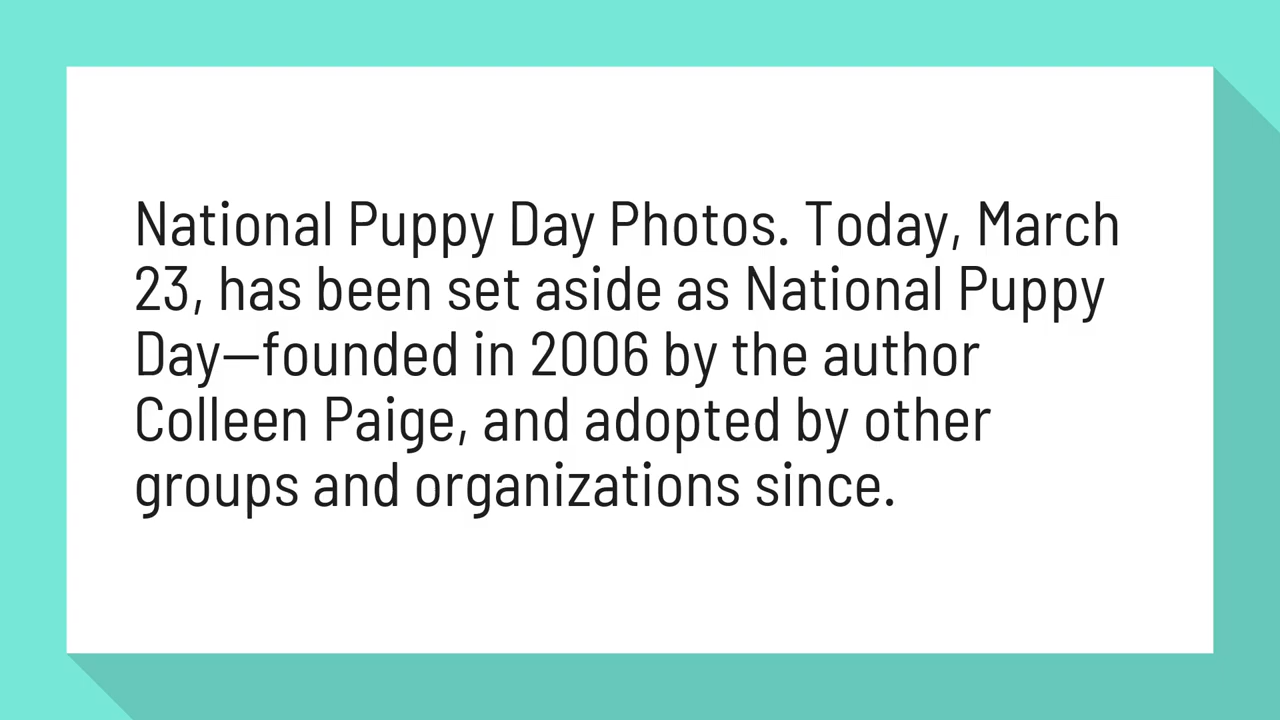 National Puppy Day Photos. Today, March
23, has been set aside as National Puppy
Day—founded in 2006 by the author
Colleen Paige, and adopted by other
groups and organizations since.